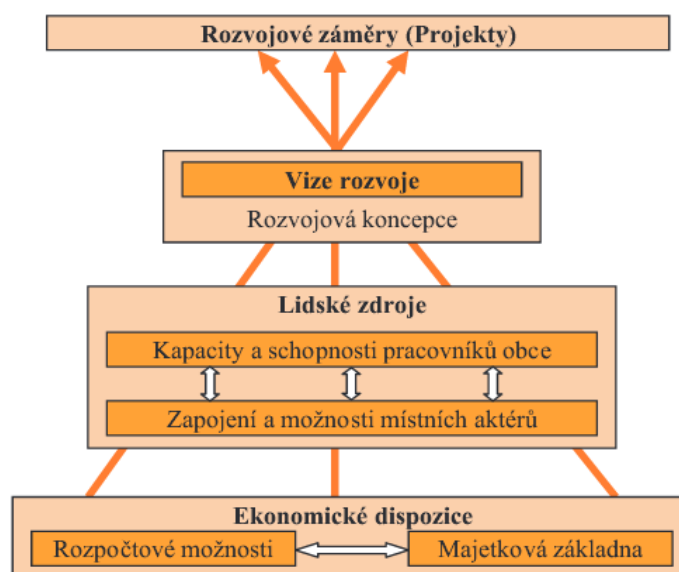 Rozvojové záměry (Projekty)
Vize rozvoje
Rozvojová koncepce
Lidské zdroje
Kapacity a schopnosti pracovníků obce
Zapojení a možnosti místních aktérů
Ekonomické dispozice
Rozpočtové možnosti
Majetková základna